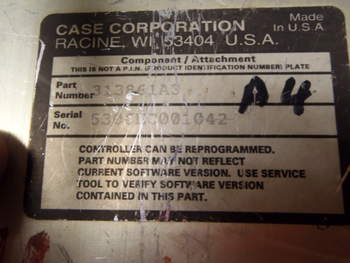 CASE CORPORATION
RACINE, WI 53404 U.S.A.
Made
In U.S.A
Component / Attachment
THIS IS NOT A P.I.N. (PRODUCT IDENTIFICATION NUMBER) PLATE
Part
Number
A4
Serial
No.
CONTROLLER CAN BE REPROGRAMMED.
PART NUMBER MAY NOT REFLECT
CURRENT SOFTWARE VERSION. USE SERVICE
TOOL TO VERIFY SOFTWARE VERSION
CONTAINED IN THIS PART.